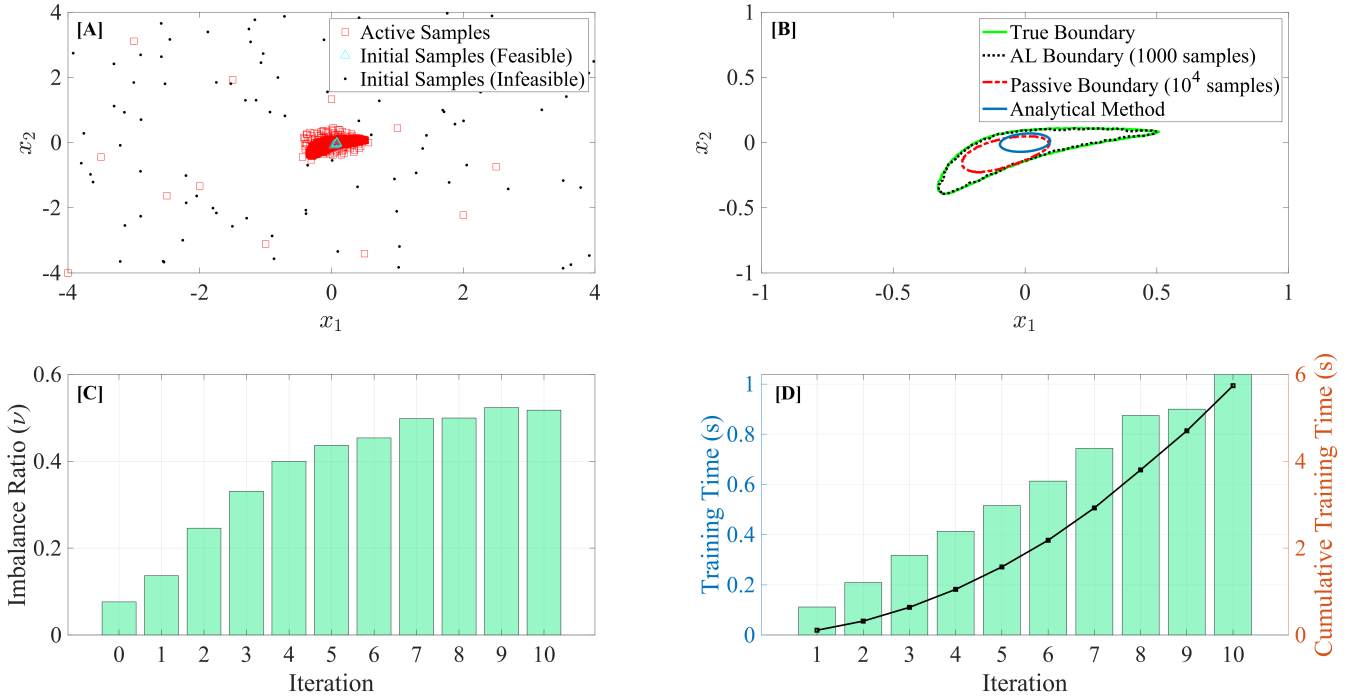 [A]
Active Samples
Initial Samples (Feasible)
Initial Samples (Infeasible)
4
2
0
-2
-4
x₂
-4
-2
0
2
4
x₁
[B]
True Boundary
AL Boundary (1000 samples)
Passive Boundary (10⁴ samples)
Analytical Method
1
0.5
0
-0.5
-1
x₂
-1
-0.5
0
0.5
1
x₁
[C]
0.6
0.4
0.2
0
Imbalance Ratio (ν)
0 1 2 3 4 5 6 7 8 9 10
Iteration
[D]
1
0.8
0.6
0.4
0.2
0
Training Time (s)
6
4
2
0
Cumulative Training Time (s)
1 2 3 4 5 6 7 8 9 10
Iteration